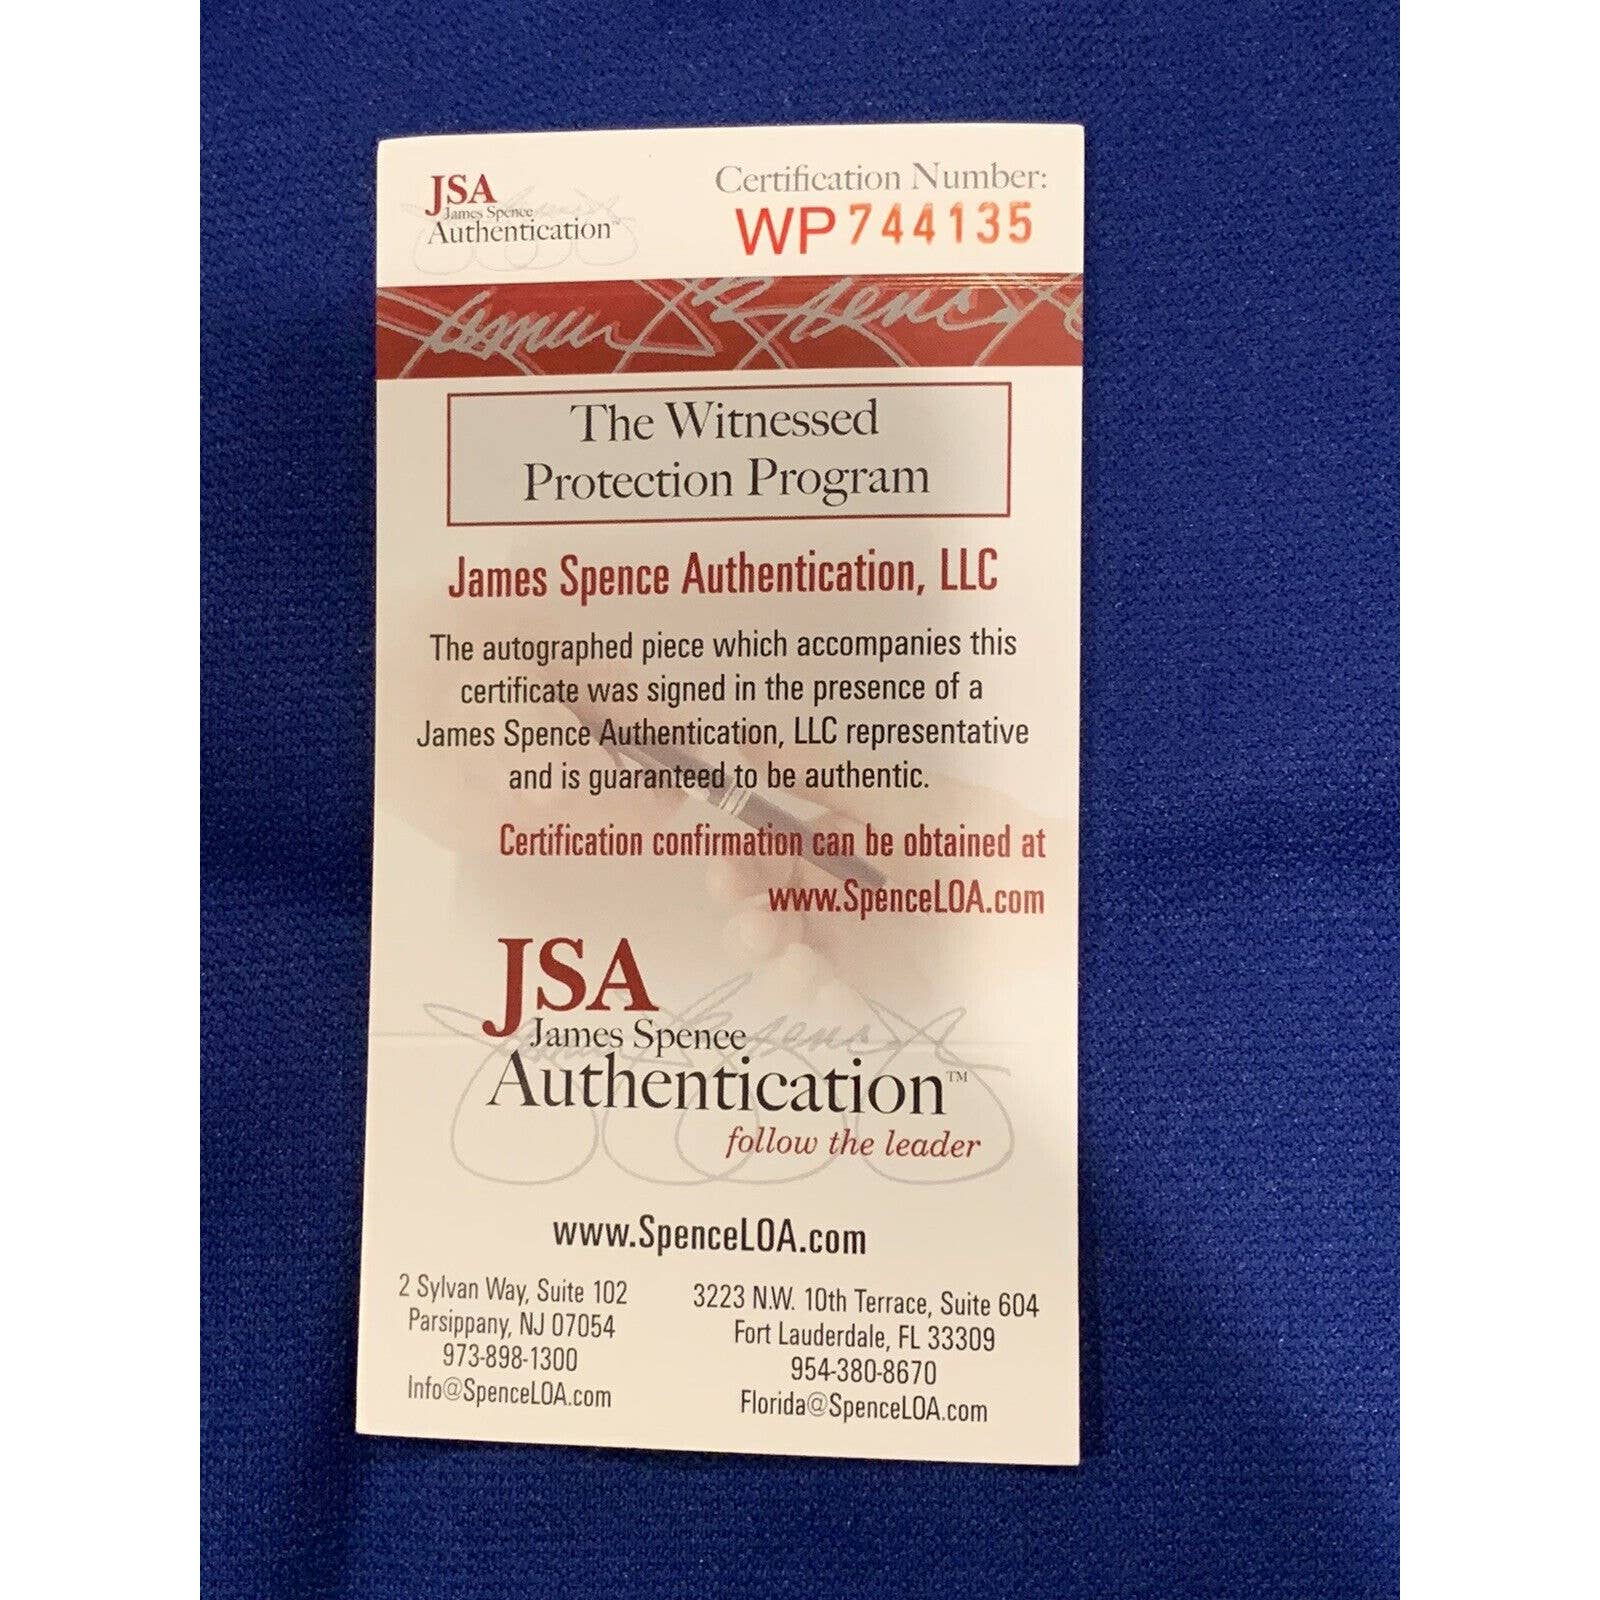 JSA
James Spence
Authentication™
Certification Number:
WP744135
The Witnessed
Protection Program
James Spence Authentication, LLC
The autographed piece which accompanies this
certificate was signed in the presence of a
James Spence Authentication, LLC representative
and is guaranteed to be authentic.
Certification confirmation can be obtained at
www.SpenceLOA.com
JSA
James Spence
Authentication™
follow the leader
www.SpenceLOA.com
2 Sylvan Way, Suite 102
Parsippany, NJ 07054
973-898-1300
Info@SpenceLOA.com
3223 N.W. 10th Terrace, Suite 604
Fort Lauderdale, FL 33309
954-380-8670
Florida@SpenceLOA.com